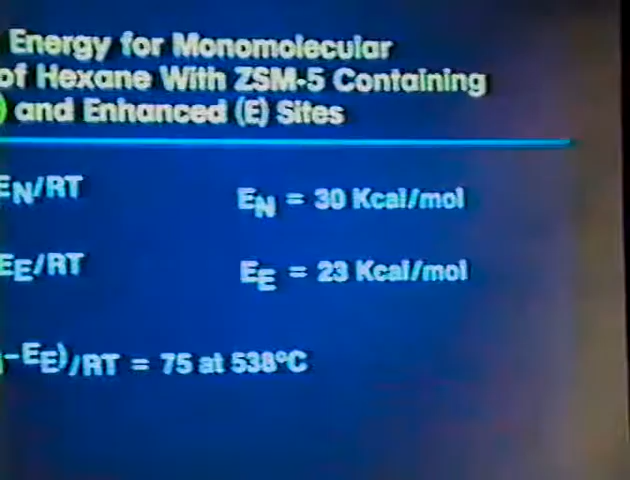 Energy for Monomolecular
of Hexane With ZSM-5 Containing
) and Enhanced (E) Sites
EN/RT EN = 30 Kcal/mol
EE/RT EE = 23 Kcal/mol
-EE)/RT = 75 at 538°C